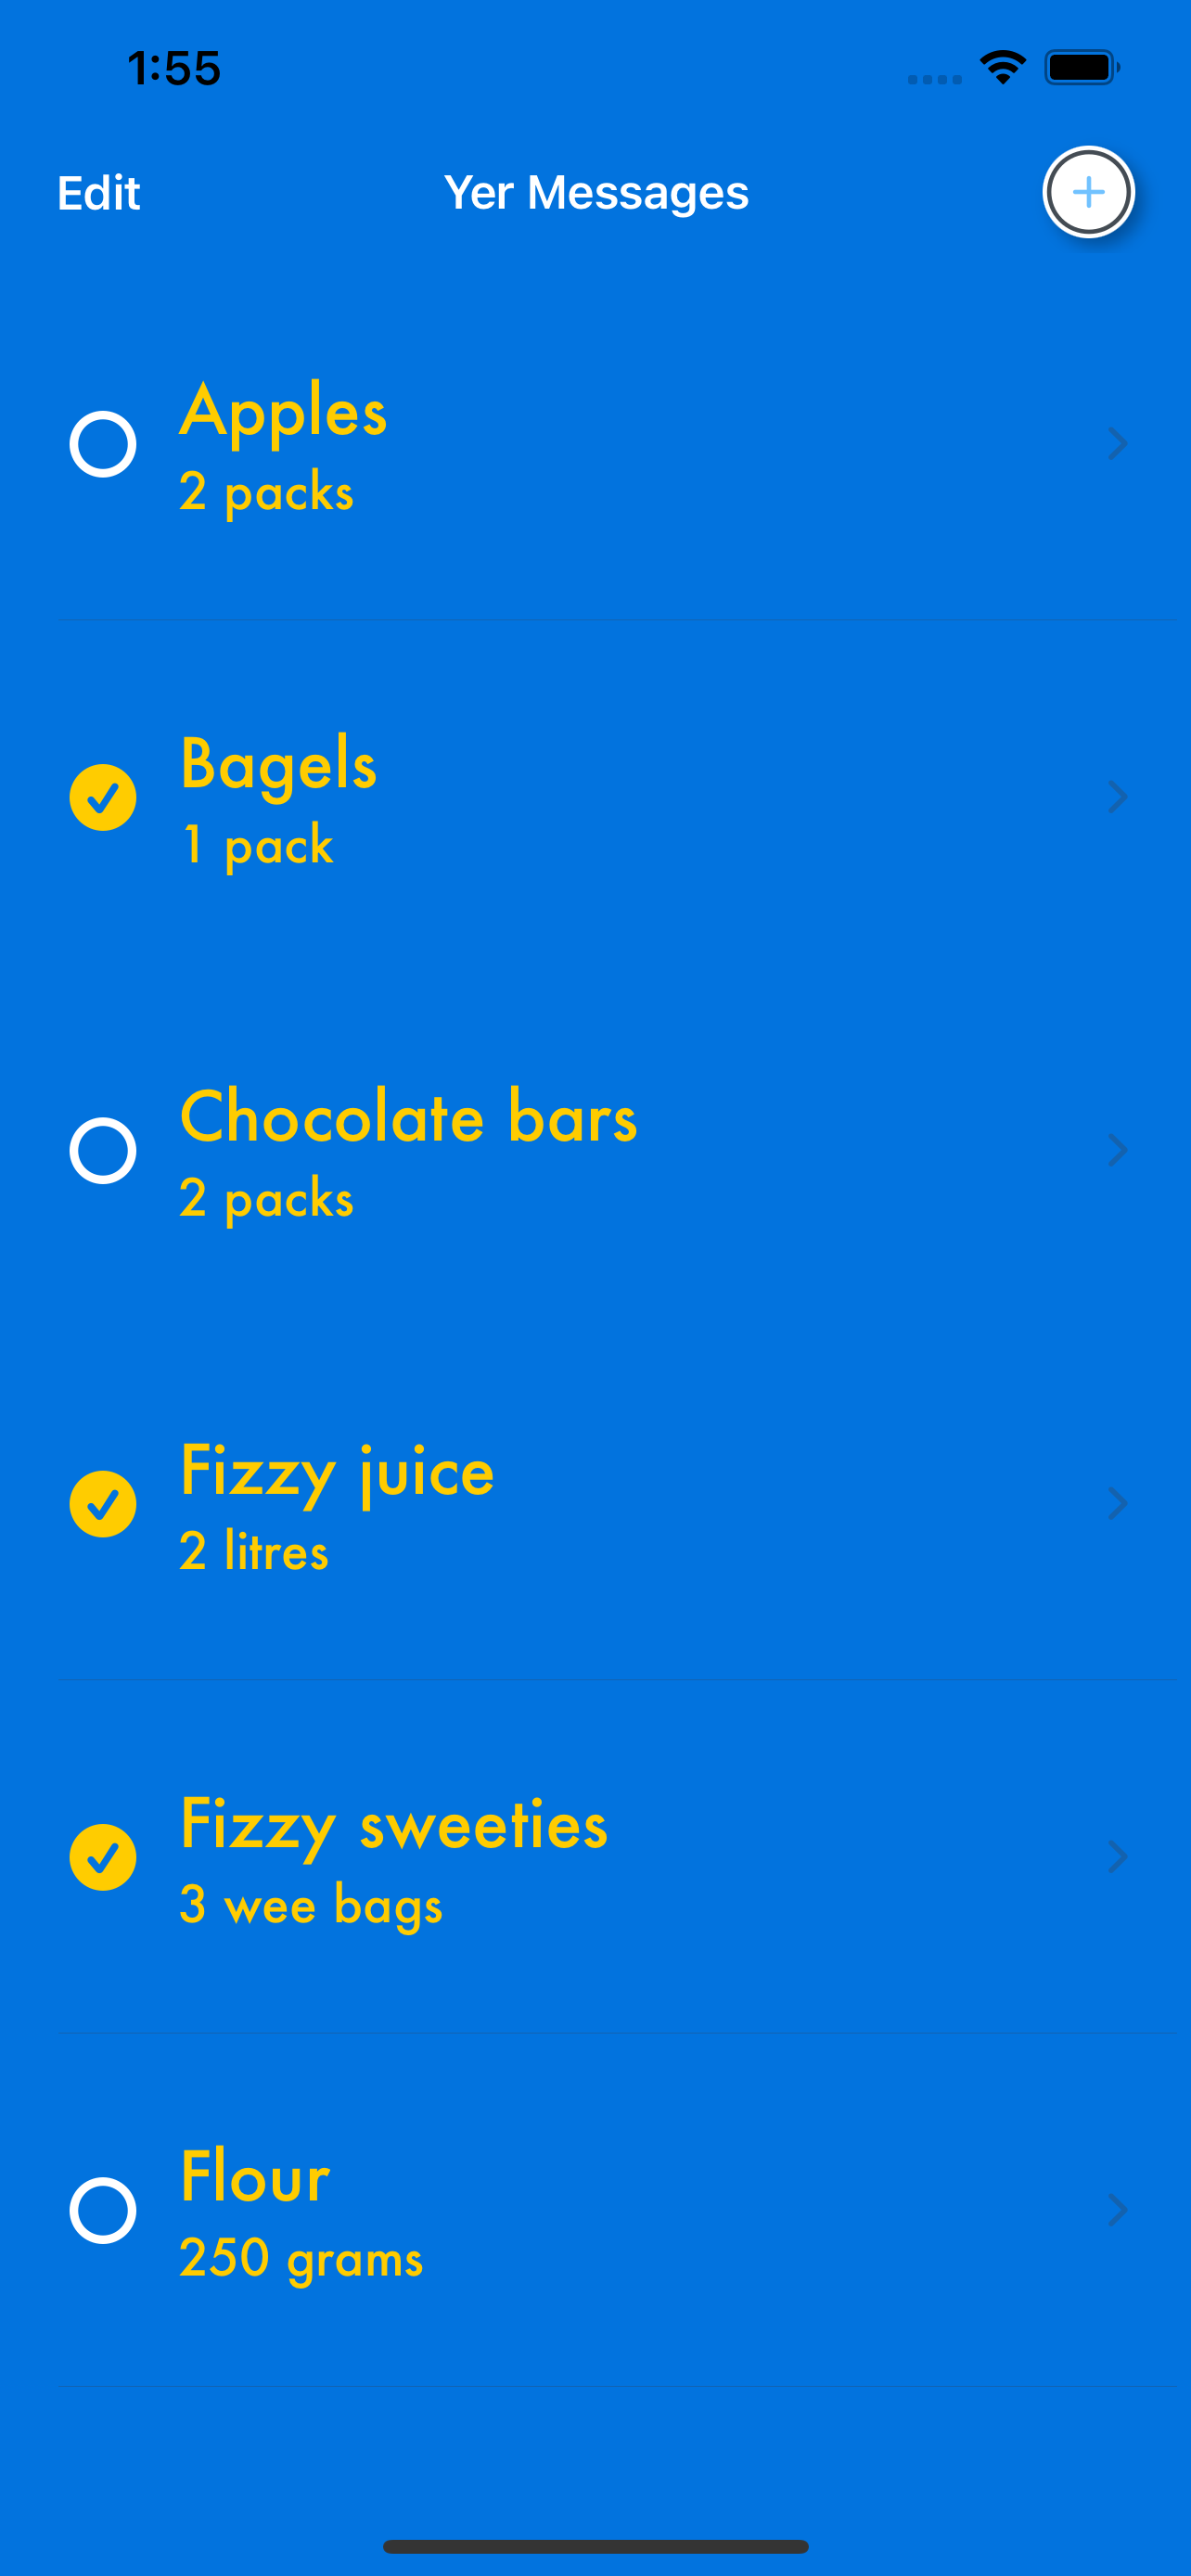 1:55
Edit
Yer Messages
Apples
2 packs
Bagels
1 pack
Chocolate bars
2 packs
Fizzy juice
2 litres
Fizzy sweeties
3 wee bags
Flour
250 grams